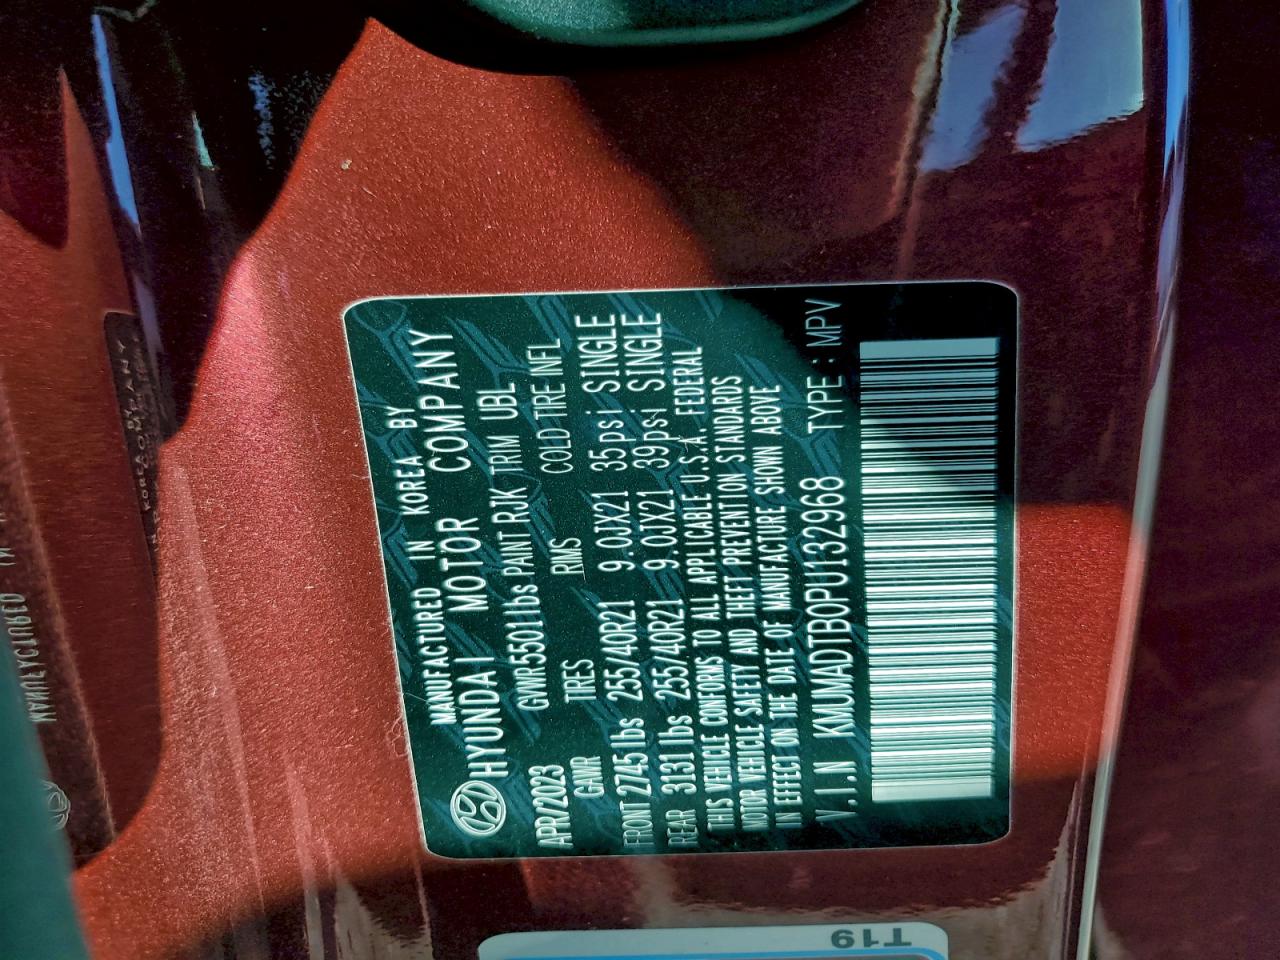 MANUFACTURED IN KOREA BY
HYUNDAI MOTOR COMPANY
APR/2023 GVWR 5501lbs PAINT RJK TRIM UBL
GAWR TIRES RIMS COLD TIRE INFL
FRONT 2745lbs 255/40R21 9.0JX21 35psi SINGLE
REAR 3131lbs 255/40R21 9.0JX21 39psi SINGLE
THIS VEHICLE CONFORMS TO ALL APPLICABLE U.S.A. FEDERAL
MOTOR VEHICLE SAFETY AND THEFT PREVENTION STANDARDS
IN EFFECT ON THE DATE OF MANUFACTURE SHOWN ABOVE
V.I.N KMUMADTB0PU132968 TYPE : MPV
T19